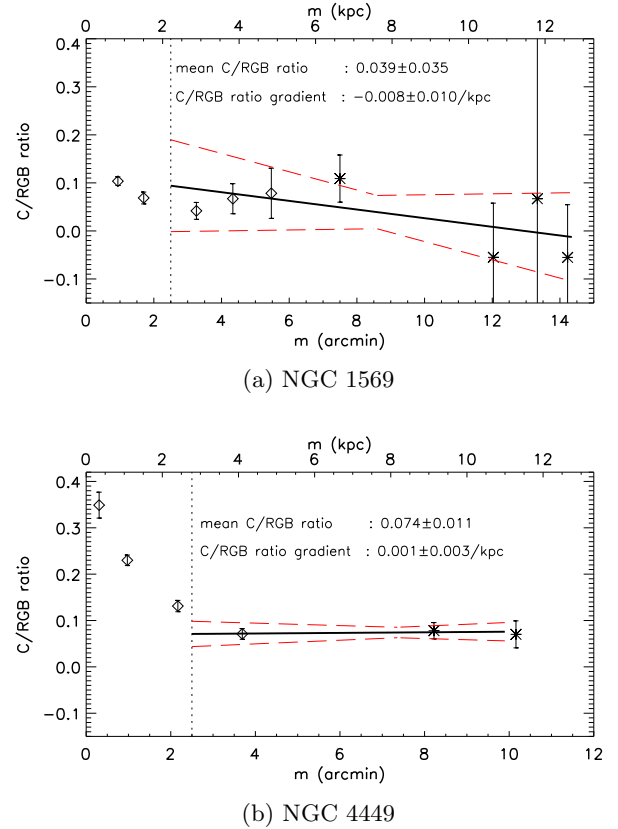 m (kpc)
0 2 4 6 8 10 12
0.4
0.3
0.2
0.1
0.0
−0.1
C/RGB ratio
mean C/RGB ratio : 0.039±0.035
C/RGB ratio gradient : −0.008±0.010/kpc
0 2 4 6 8 10 12 14
m (arcmin)
(a) NGC 1569
m (kpc)
0 2 4 6 8 10 12 13
0.4
0.3
0.2
0.1
0.0
−0.1
C/RGB ratio
mean C/RGB ratio : 0.074±0.011
C/RGB ratio gradient : 0.001±0.003/kpc
0 2 4 6 8 10 12
m (arcmin)
(b) NGC 4449